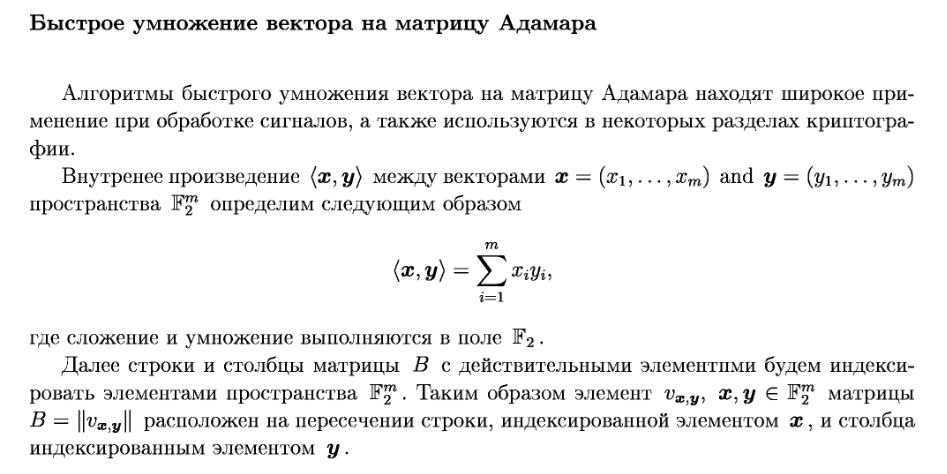 Быстрое умножение вектора на матрицу Адамара
Алгоритмы быстрого умножения вектора на матрицу Адамара находят широкое при-
менение при обработке сигналов, а также используются в некоторых разделах криптогра-
фии.
Внутренее произведение ⟨x, y⟩ между векторами x = (x₁, . . . , xₘ) and y = (y₁, . . . , yₘ)
пространства 𝔽₂ᵐ определим следующим образом
⟨x, y⟩ = ∑ᵢ₌₁ᵐ xᵢyᵢ,
где сложение и умножение выполняются в поле 𝔽₂ .
Далее строки и столбцы матрицы B с действительными элементпми будем индекси-
ровать элементами пространства 𝔽₂ᵐ . Таким образом элемент v_{x,y}, x, y ∈ 𝔽₂ᵐ матрицы
B = ‖v_{x,y}‖ расположен на пересечении строки, индексированной элементом x , и столбца
индексированным элементом y .